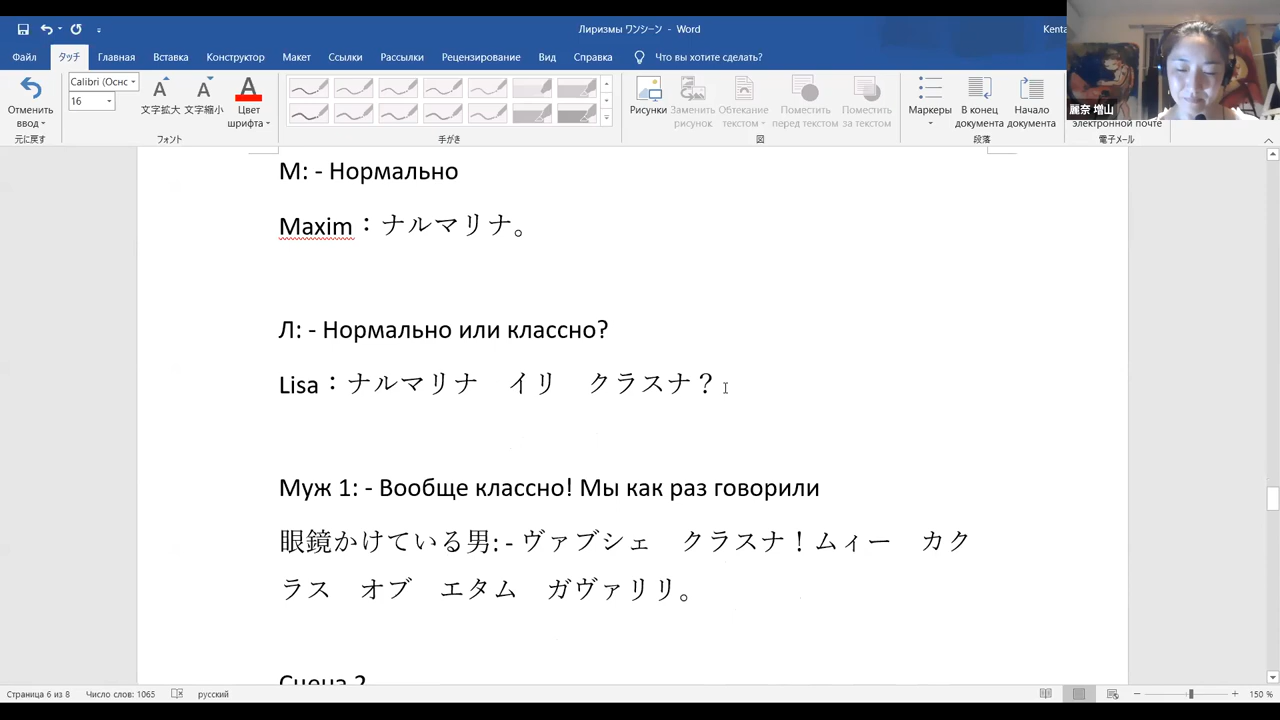 Лиризмы ワンシーン - Word
Kenta
Файл タッチ Главная Вставка Конструктор Макет Ссылки Рассылки Рецензирование Вид Справка Что вы хотите сделать?
麗奈 増山
Calibri (Оснс
16
Отменить ввод
文字拡大 文字縮小
Цвет шрифта
Рисунки
Заменить рисунок
Обтекание текстом
Поместить перед текстом
Поместить за текстом
Маркеры
В конец документа
Начало документа
электронной почте
元に戻す フォント 手がき 図 段落 電子メール
М: - Нормально
Maxim：ナルマリナ。
Л: - Нормально или классно?
Lisa：ナルマリナ　イリ　クラスナ？
Муж 1: - Вообще классно! Мы как раз говорили
眼鏡かけている男: - ヴァブシェ　クラスナ！ムィー　カク
ラス　オブ　エタム　ガヴァリリ。
Сцена 2
Страница 6 из 8 Число слов: 1065 русский 150 %